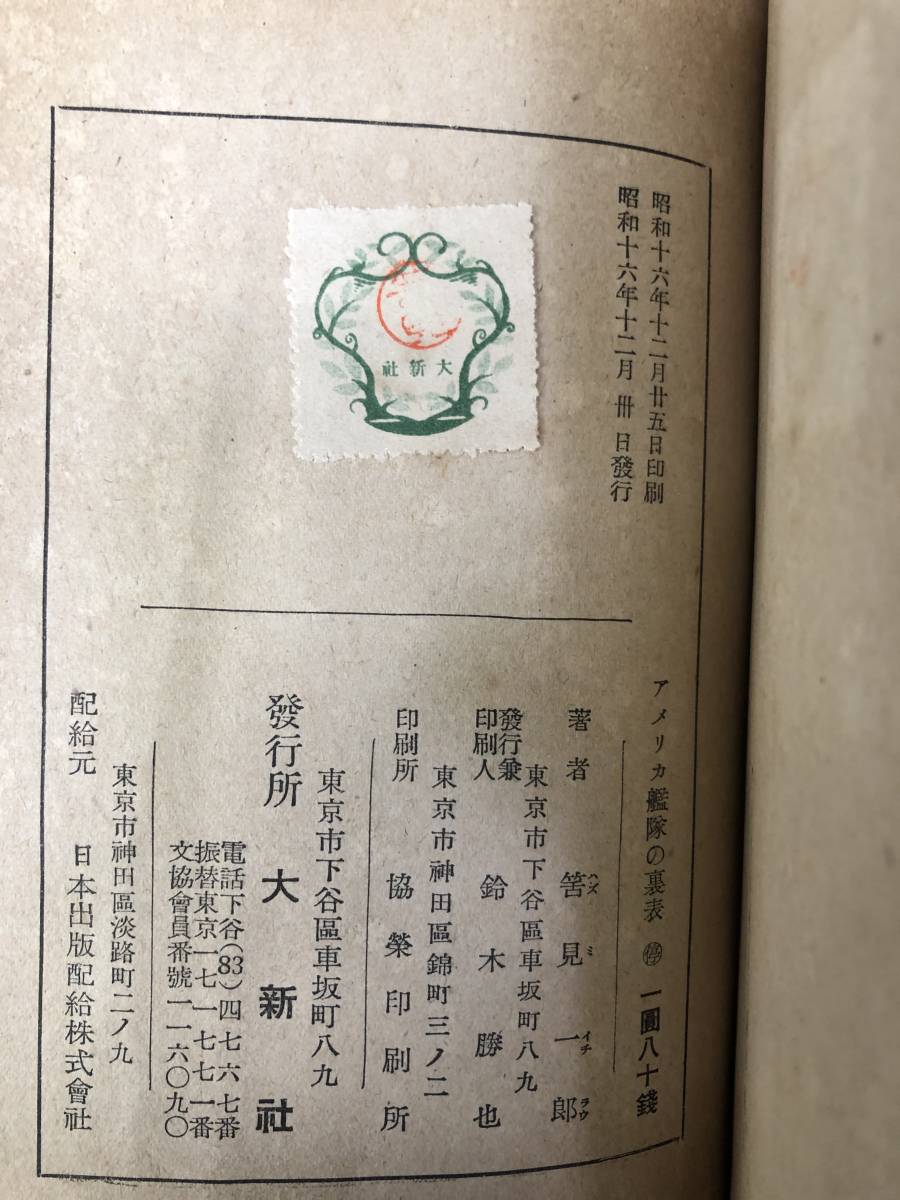 昭和十六年十二月廿五日印刷
昭和十六年十二月 卅 日發行
大新社
アメリカ艦隊の裏表 ㊡ 一圓八十錢
著者 筈見一郎
ハズ ミ イチ ラウ
東京市下谷區車坂町八九
發行兼印刷人 鈴木勝也
東京市神田區錦町三ノ二
印刷所 協榮印刷所
東京市下谷區車坂町八九
發行所 大新社
電話下谷(83)四七六七番
振替東京一七一七七一番
文協會員番號一一六〇九〇
東京市神田區淡路町二ノ九
配給元 日本出版配給株式會社